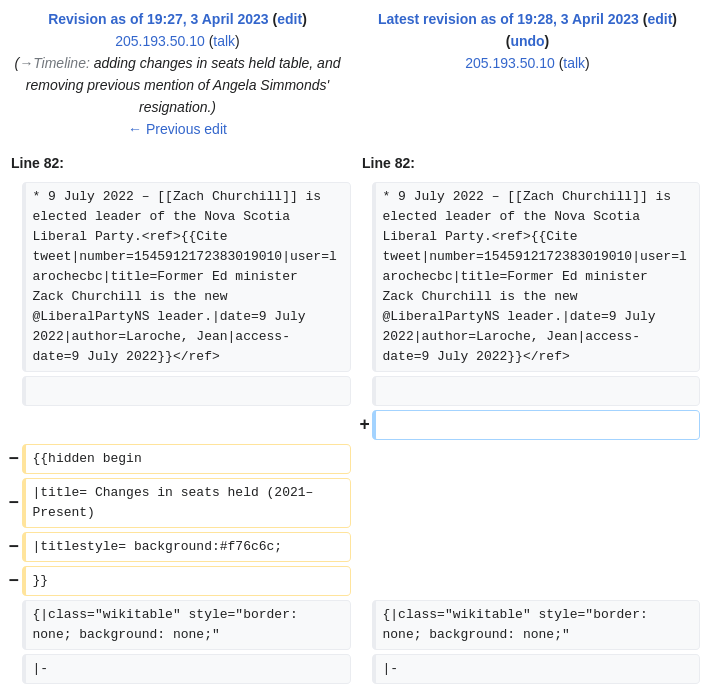 Revision as of 19:27, 3 April 2023 (edit)
205.193.50.10 (talk)
(→Timeline: adding changes in seats held table, and
removing previous mention of Angela Simmonds'
resignation.)
← Previous edit
Latest revision as of 19:28, 3 April 2023 (edit)
(undo)
205.193.50.10 (talk)
Line 82:
Line 82:
* 9 July 2022 – [[Zach Churchill]] is
elected leader of the Nova Scotia
Liberal Party.<ref>{{Cite
tweet|number=1545912172383019010|user=l
arochecbc|title=Former Ed minister
Zack Churchill is the new
@LiberalPartyNS leader.|date=9 July
2022|author=Laroche, Jean|access-
date=9 July 2022}}</ref>
* 9 July 2022 – [[Zach Churchill]] is
elected leader of the Nova Scotia
Liberal Party.<ref>{{Cite
tweet|number=1545912172383019010|user=l
arochecbc|title=Former Ed minister
Zack Churchill is the new
@LiberalPartyNS leader.|date=9 July
2022|author=Laroche, Jean|access-
date=9 July 2022}}</ref>
+
− {{hidden begin
− |title= Changes in seats held (2021–
Present)
− |titlestyle= background:#f76c6c;
− }}
{|class="wikitable" style="border:
none; background: none;"
{|class="wikitable" style="border:
none; background: none;"
|-
|-